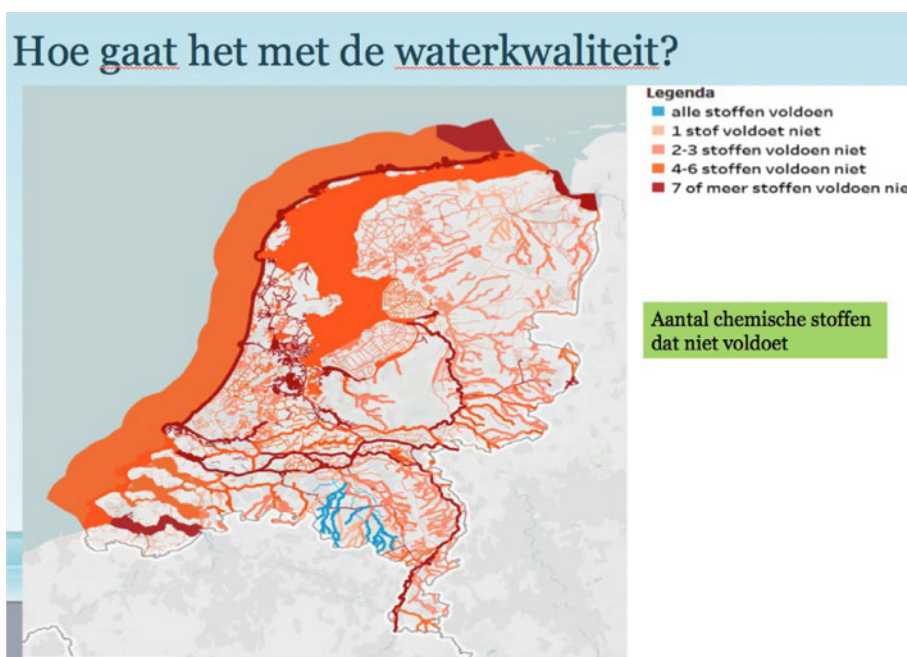 Hoe gaat het met de waterkwaliteit?
Legenda
alle stoffen voldoen
1 stof voldoet niet
2-3 stoffen voldoen niet
4-6 stoffen voldoen niet
7 of meer stoffen voldoen nie
Aantal chemische stoffen
dat niet voldoet